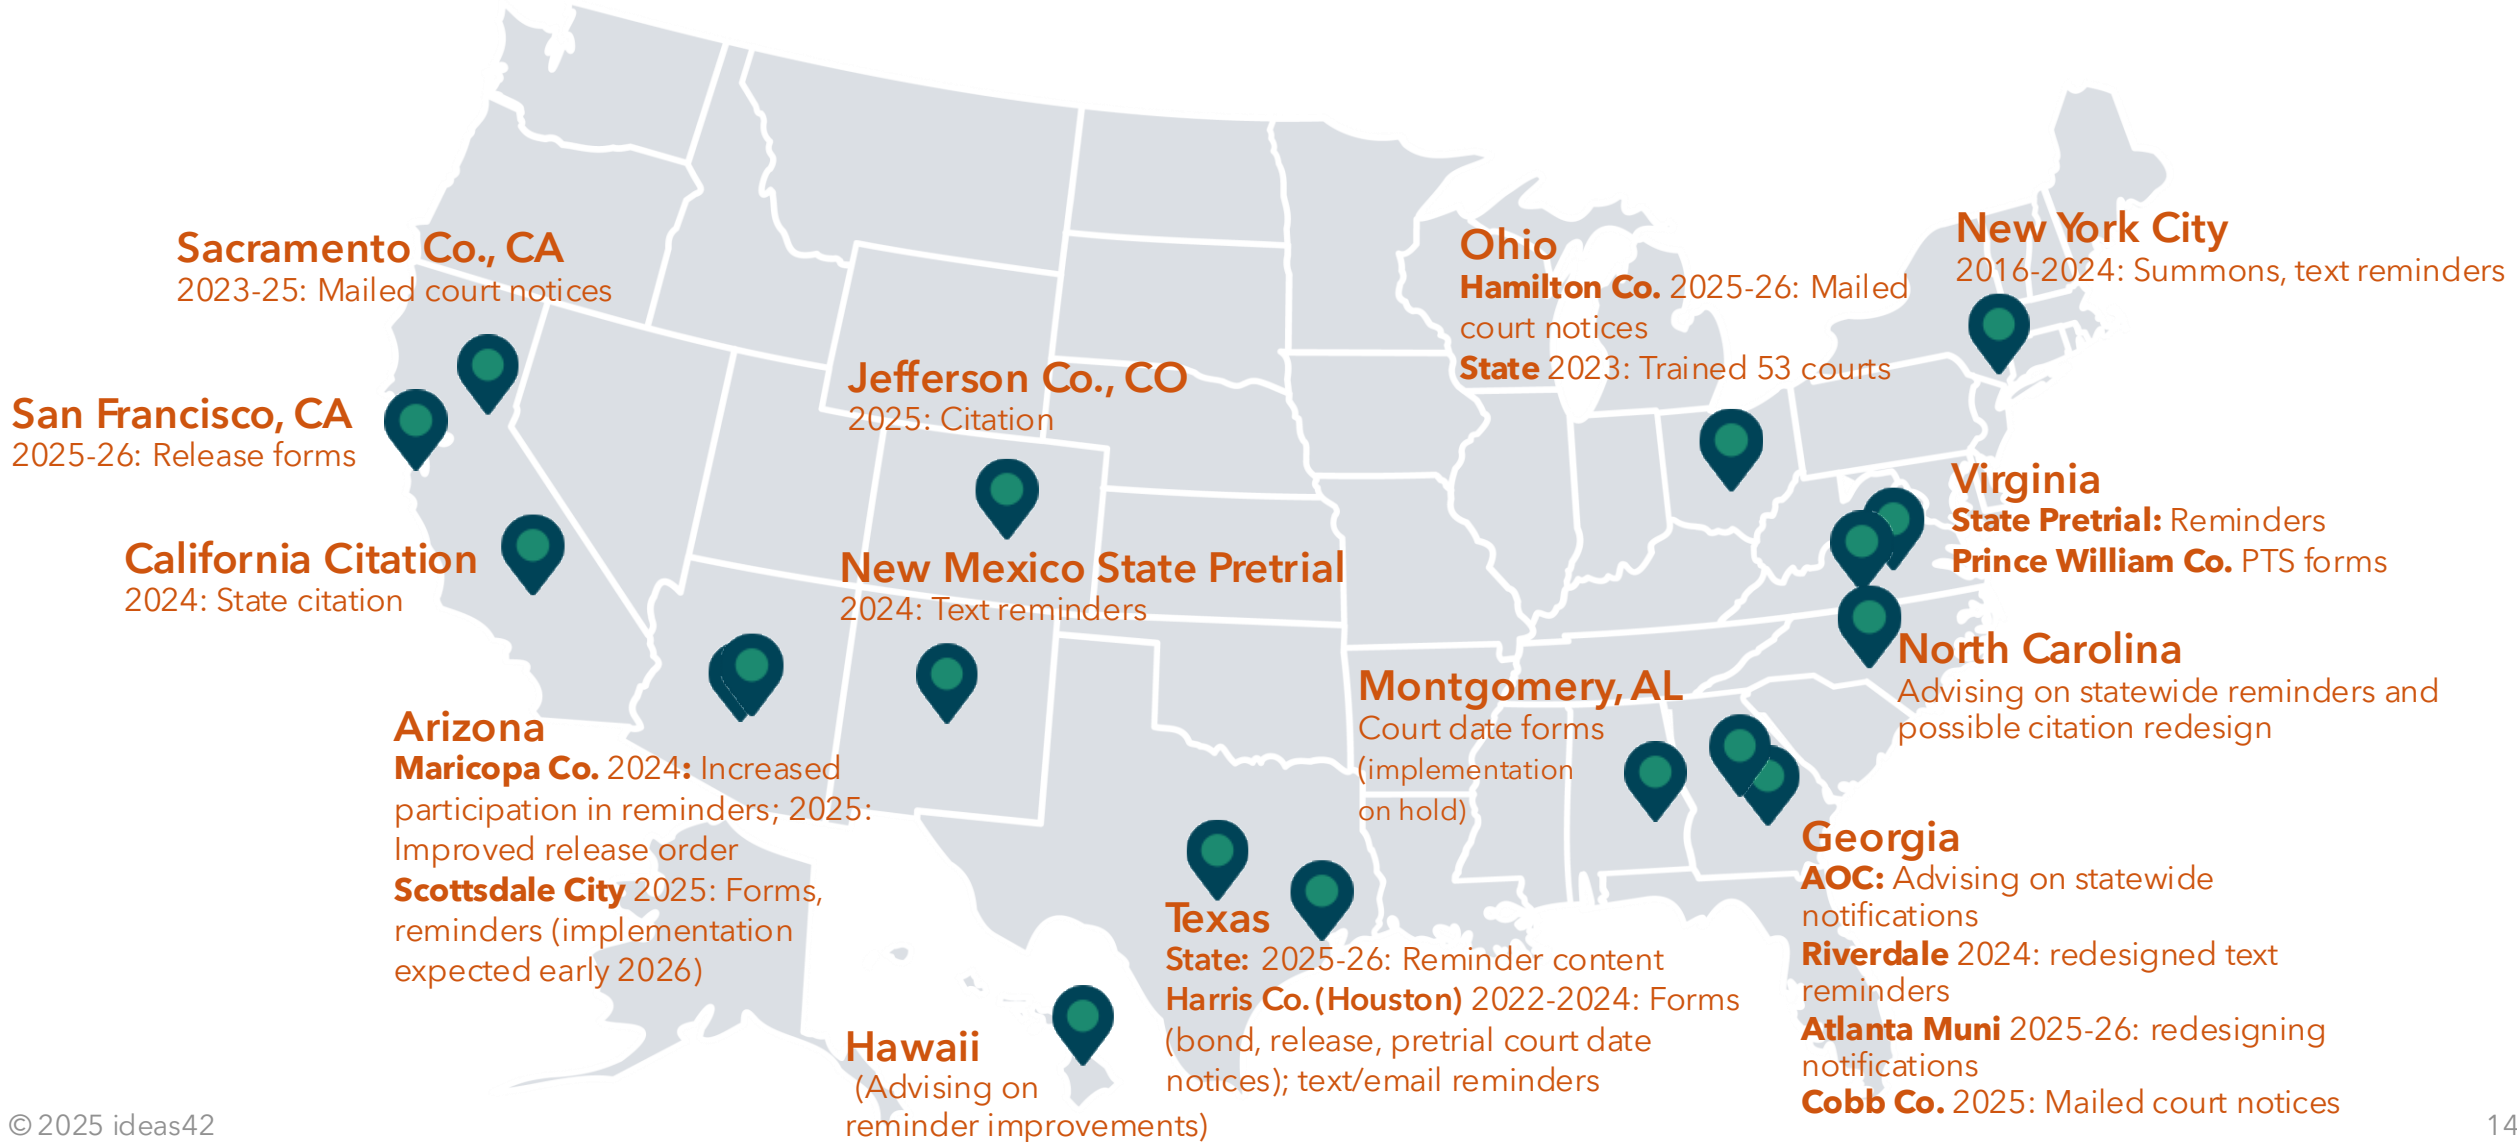 Sacramento Co., CA
2023-25: Mailed court notices
San Francisco, CA
2025-26: Release forms
California Citation
2024: State citation
Jefferson Co., CO
2025: Citation
New Mexico State Pretrial
2024: Text reminders
Arizona
Maricopa Co. 2024: Increased
participation in reminders; 2025:
Improved release order
Scottsdale City 2025: Forms,
reminders (implementation
expected early 2026)
Hawaii
(Advising on
reminder improvements)
Texas
State: 2025-26: Reminder content
Harris Co. (Houston) 2022-2024: Forms
(bond, release, pretrial court date
notices); text/email reminders
Montgomery, AL
Court date forms
(implementation
on hold)
Ohio
Hamilton Co. 2025-26: Mailed
court notices
State 2023: Trained 53 courts
New York City
2016-2024: Summons, text reminders
Virginia
State Pretrial: Reminders
Prince William Co. PTS forms
North Carolina
Advising on statewide reminders and
possible citation redesign
Georgia
AOC: Advising on statewide
notifications
Riverdale 2024: redesigned text
reminders
Atlanta Muni 2025-26: redesigning
notifications
Cobb Co. 2025: Mailed court notices
© 2025 ideas42
14